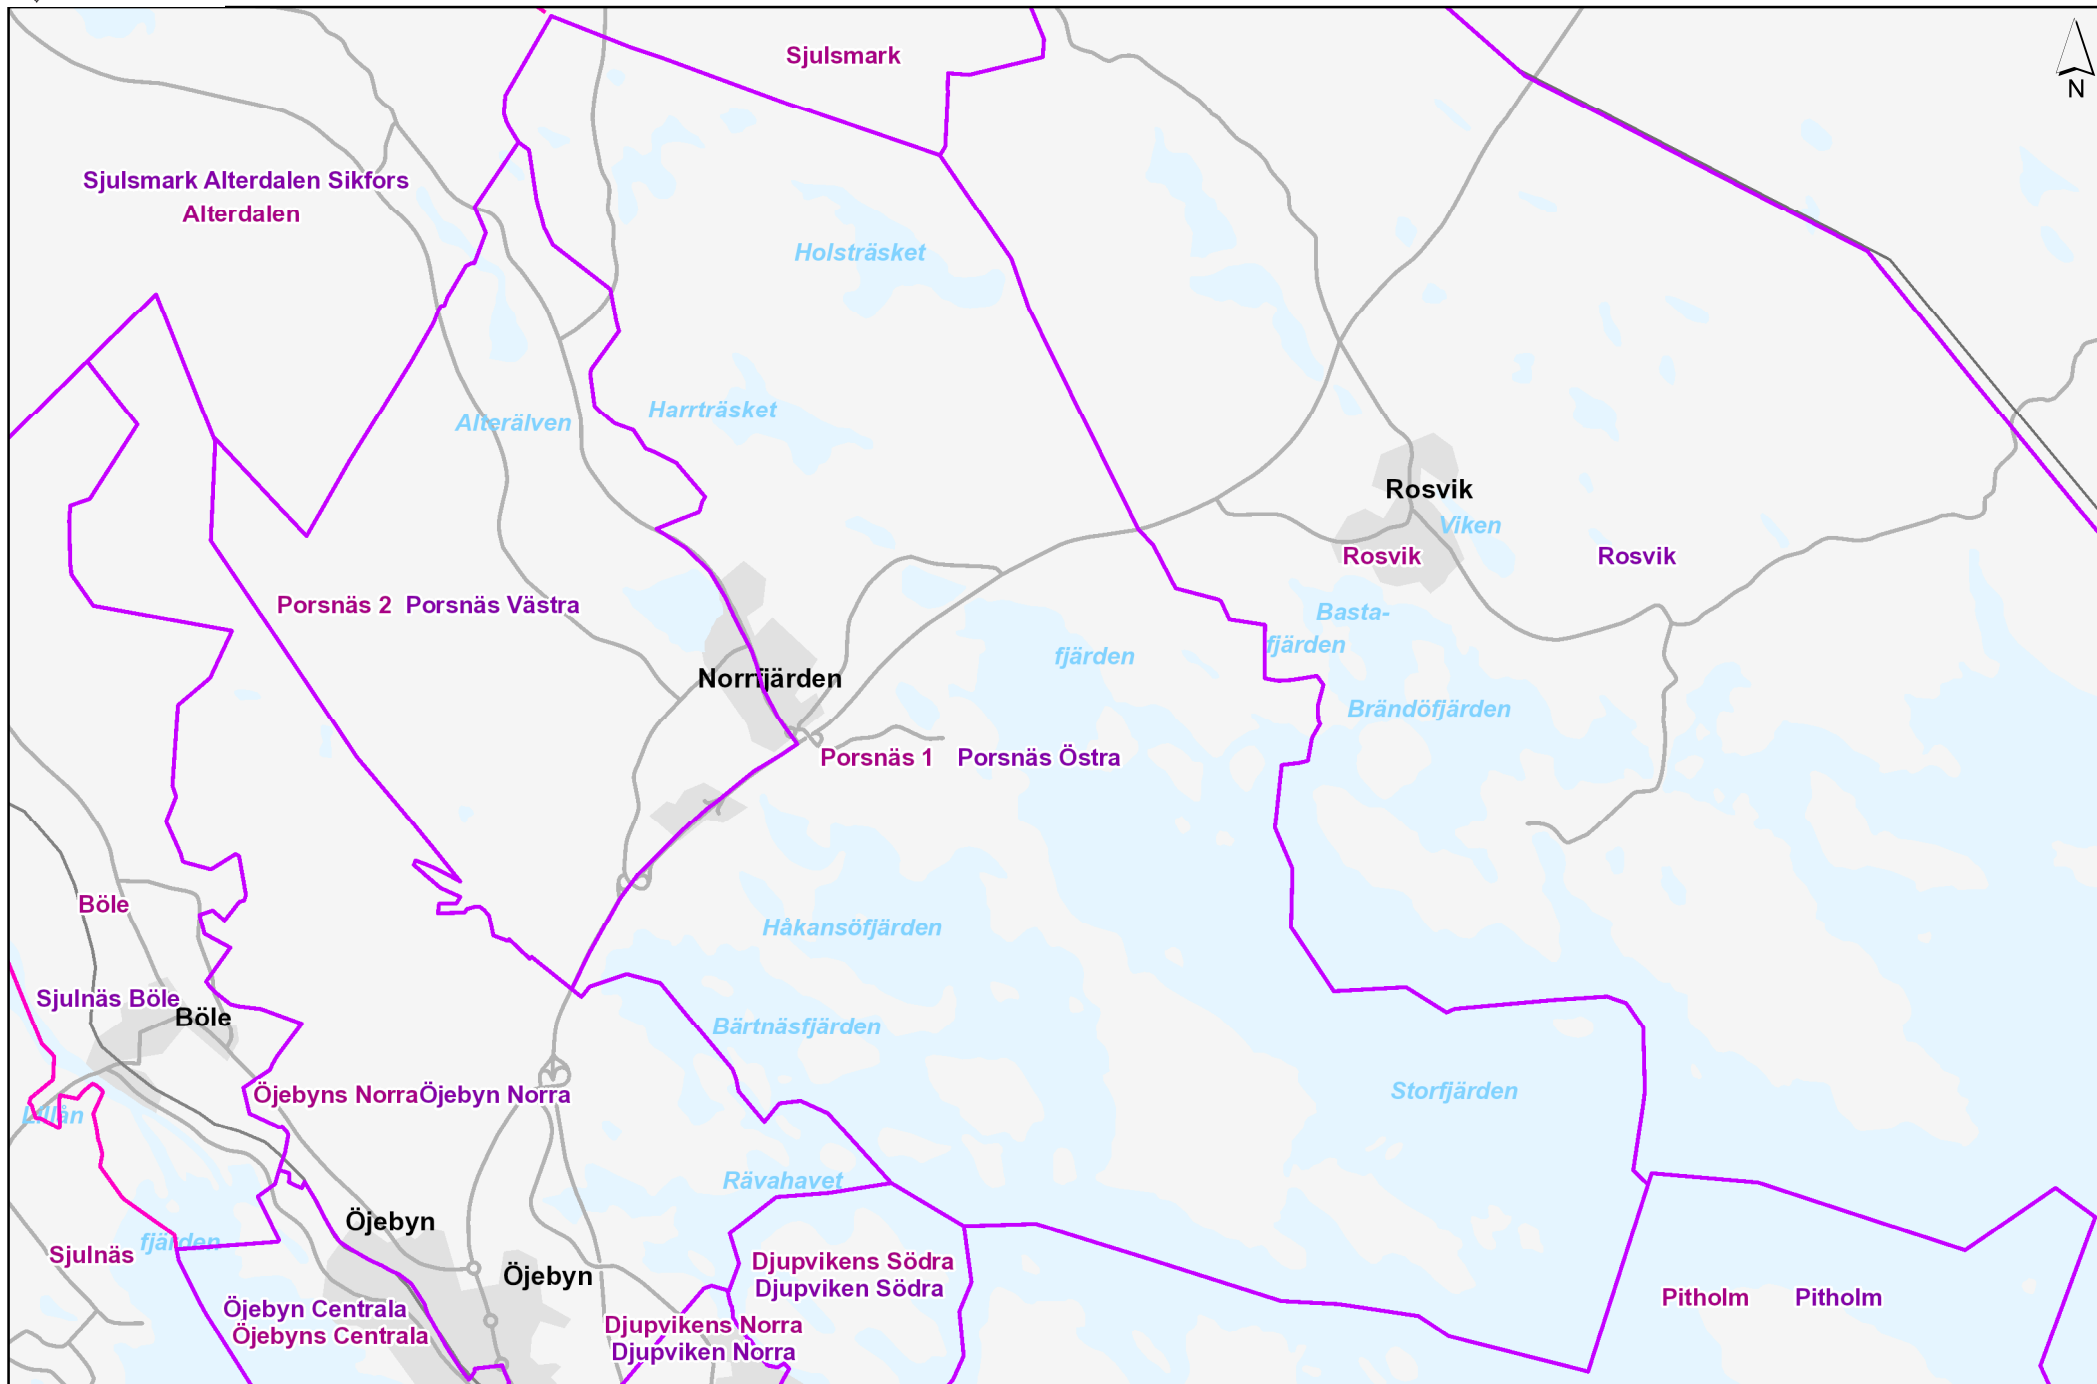 Sjulsmark
N
Sjulsmark Alterdalen Sikfors
Alterdalen
Holsträsket
Harrträsket
Alterälven
Rosvik
Viken
Rosvik
Rosvik
Porsnäs 2 Porsnäs Västra
Basta-
fjärden
fjärden
Norrfjärden
Brändöfjärden
Porsnäs 1 Porsnäs Östra
Böle
Håkansöfjärden
Sjulnäs Böle
Böle
Bärtnäsfjärden
Öjebyns Norra Öjebyn Norra
Storfjärden
Lillån
Rävahavet
Öjebyn
fjärden
Sjulnäs
Djupvikens Södra
Öjebyn
Djupviken Södra
Pitholm Pitholm
Öjebyn Centrala
Öjebyns Centrala
Djupvikens Norra
Djupviken Norra